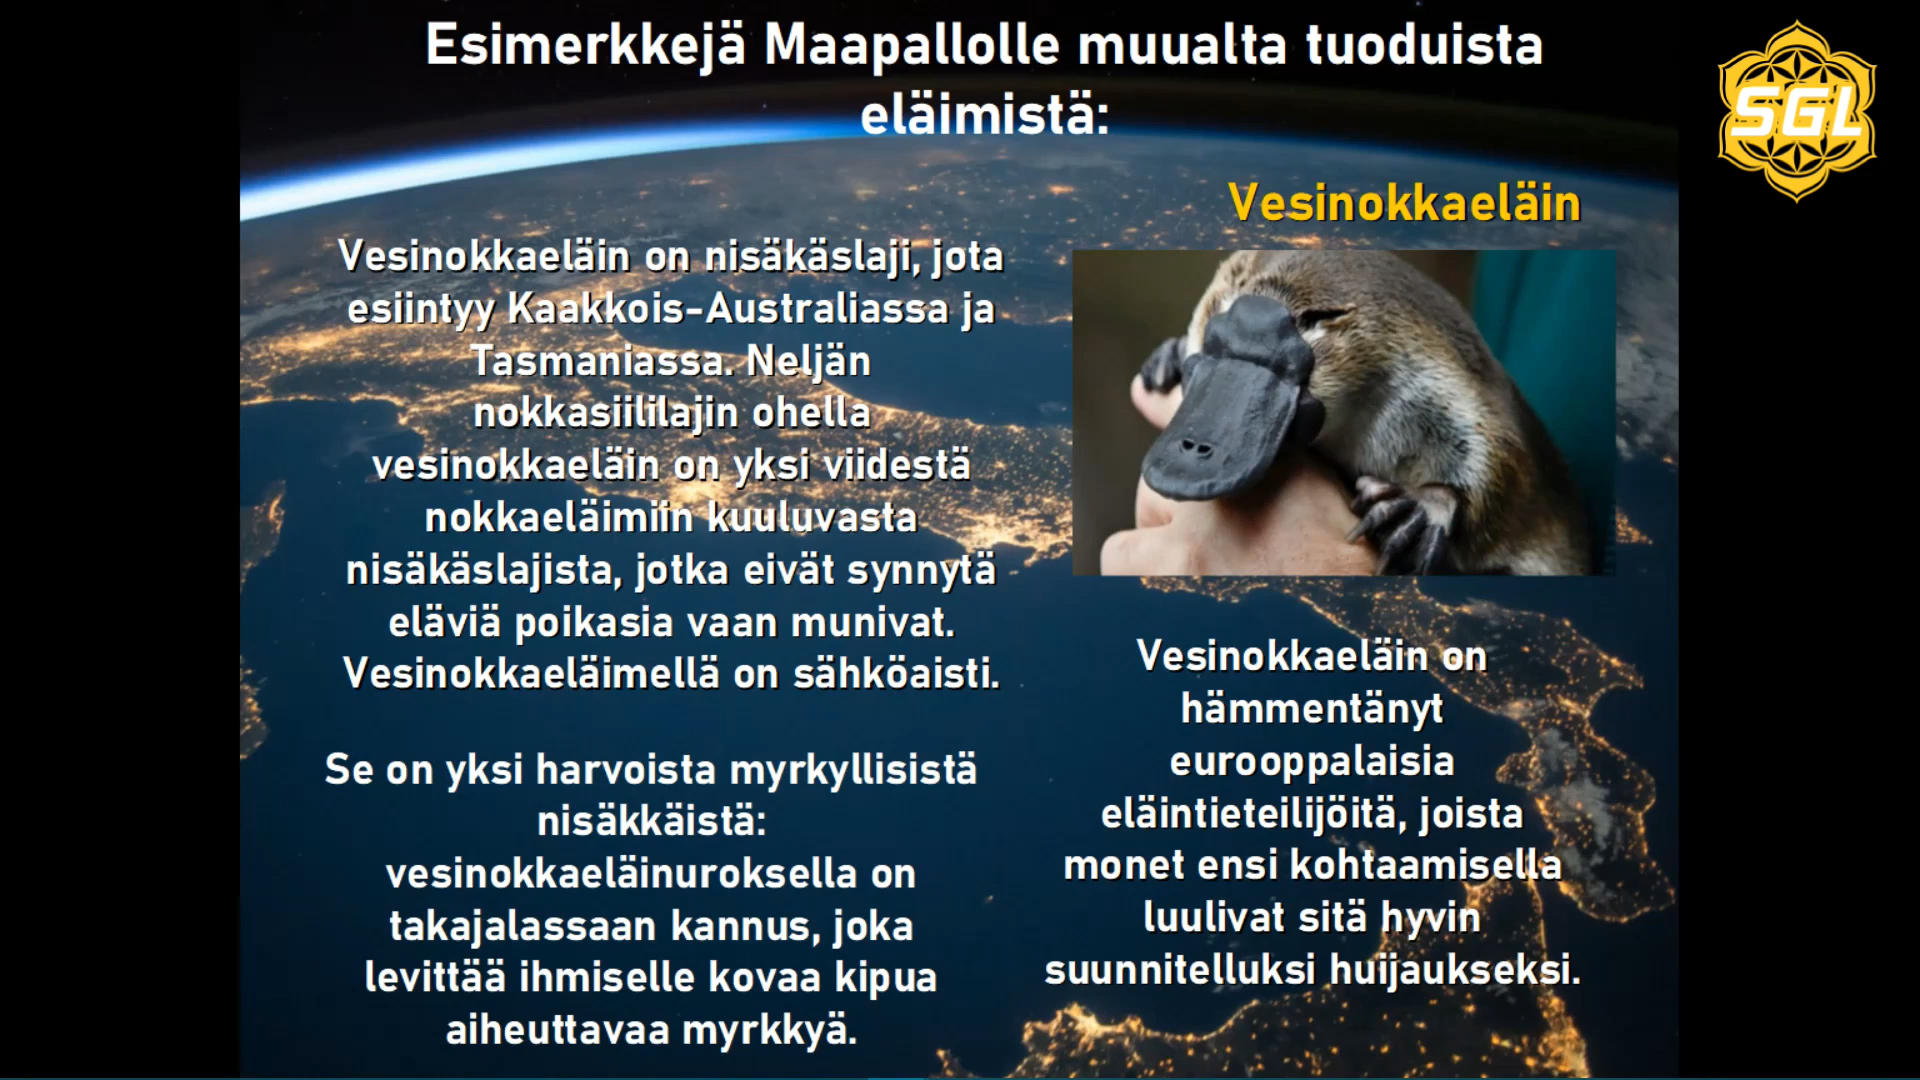 Esimerkkejä Maapallolle muualta tuoduista
eläimistä:
SGL
Vesinokkaeläin
Vesinokkaeläin on nisäkäslaji, jota
esiintyy Kaakkois-Australiassa ja
Tasmaniassa. Neljän
nokkasiililajin ohella
vesinokkaeläin on yksi viidestä
nokkaeläimiin kuuluvasta
nisäkäslajista, jotka eivät synnytä
eläviä poikasia vaan munivat.
Vesinokkaeläimellä on sähköaisti.
Se on yksi harvoista myrkyllisistä
nisäkkäistä:
vesinokkaeläinuroksella on
takajalassaan kannus, joka
levittää ihmiselle kovaa kipua
aiheuttavaa myrkkyä.
Vesinokkaeläin on
hämmentänyt
eurooppalaisia
eläintieteilijöitä, joista
monet ensi kohtaamisella
luulivat sitä hyvin
suunnitelluksi huijaukseksi.